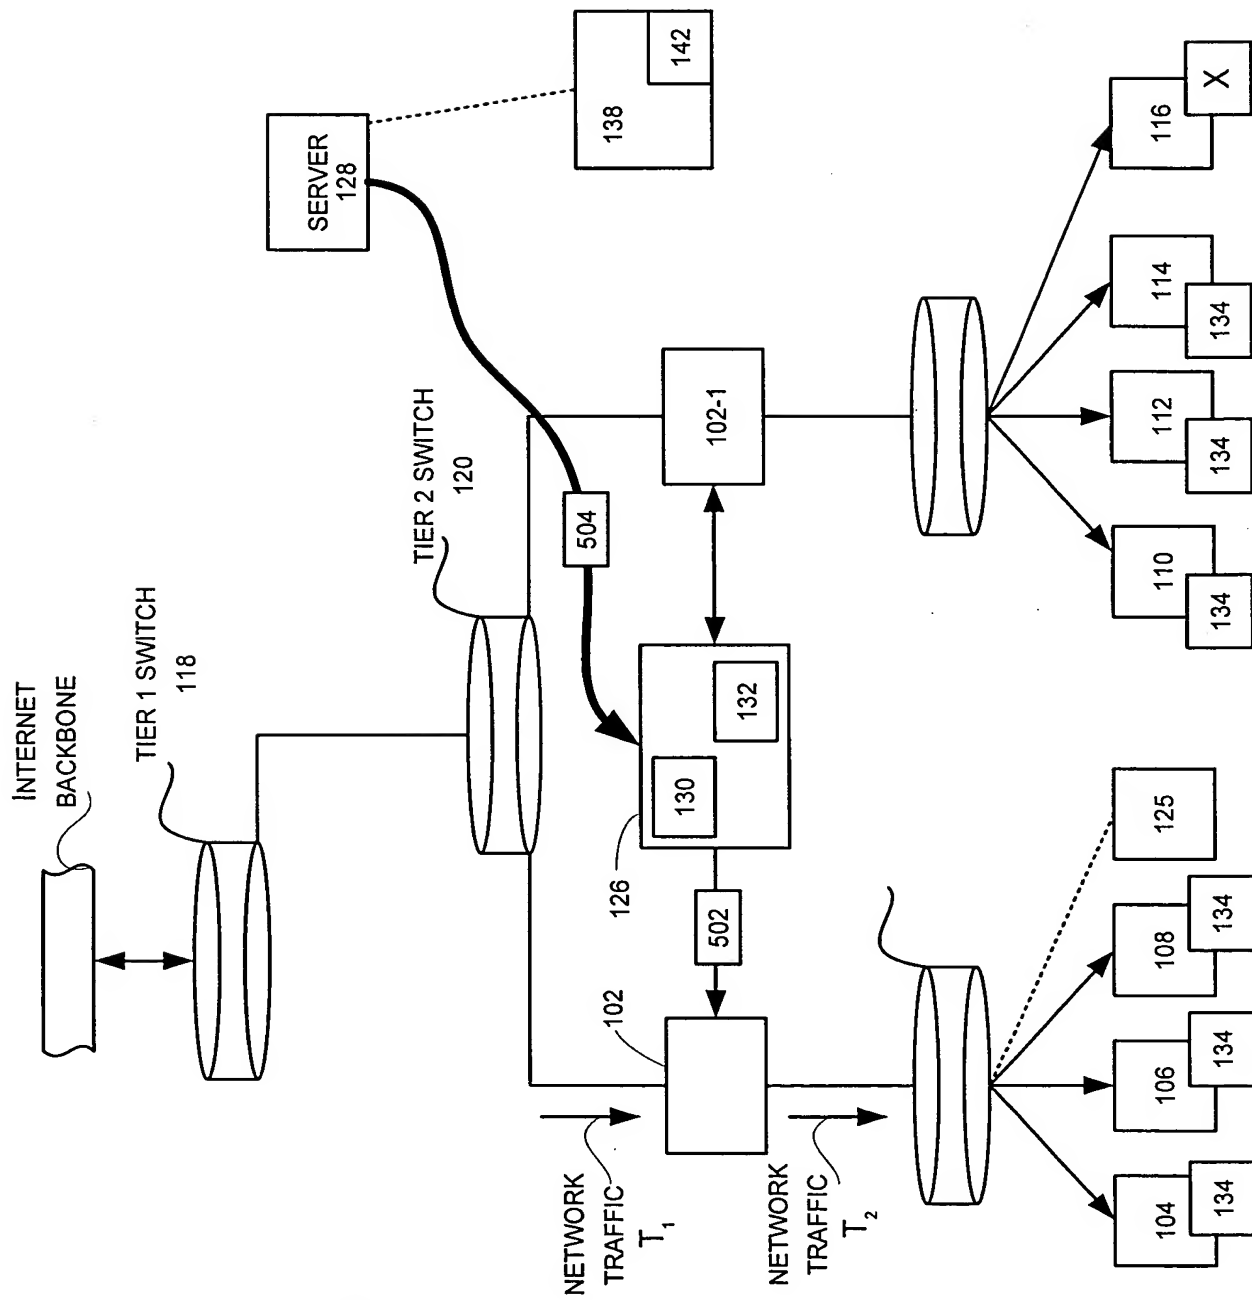 INTERNET
BACKBONE
TIER 1 SWITCH
118
TIER 2 SWITCH
120
SERVER
128
138
142
504
126
130
132
502
102
102-1
NETWORK
TRAFFIC
T1
NETWORK
TRAFFIC
T2
104
134
106
134
108
134
125
110
134
112
134
114
134
116
X